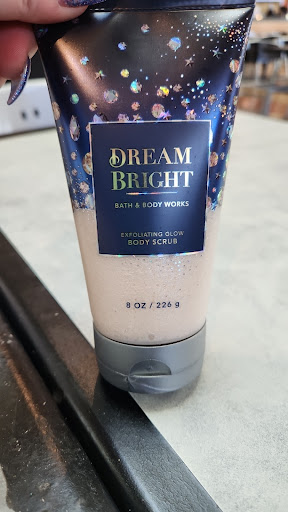 DREAM
BRIGHT
BATH & BODY WORKS
EXFOLIATING GLOW
BODY SCRUB
8 OZ / 226 g